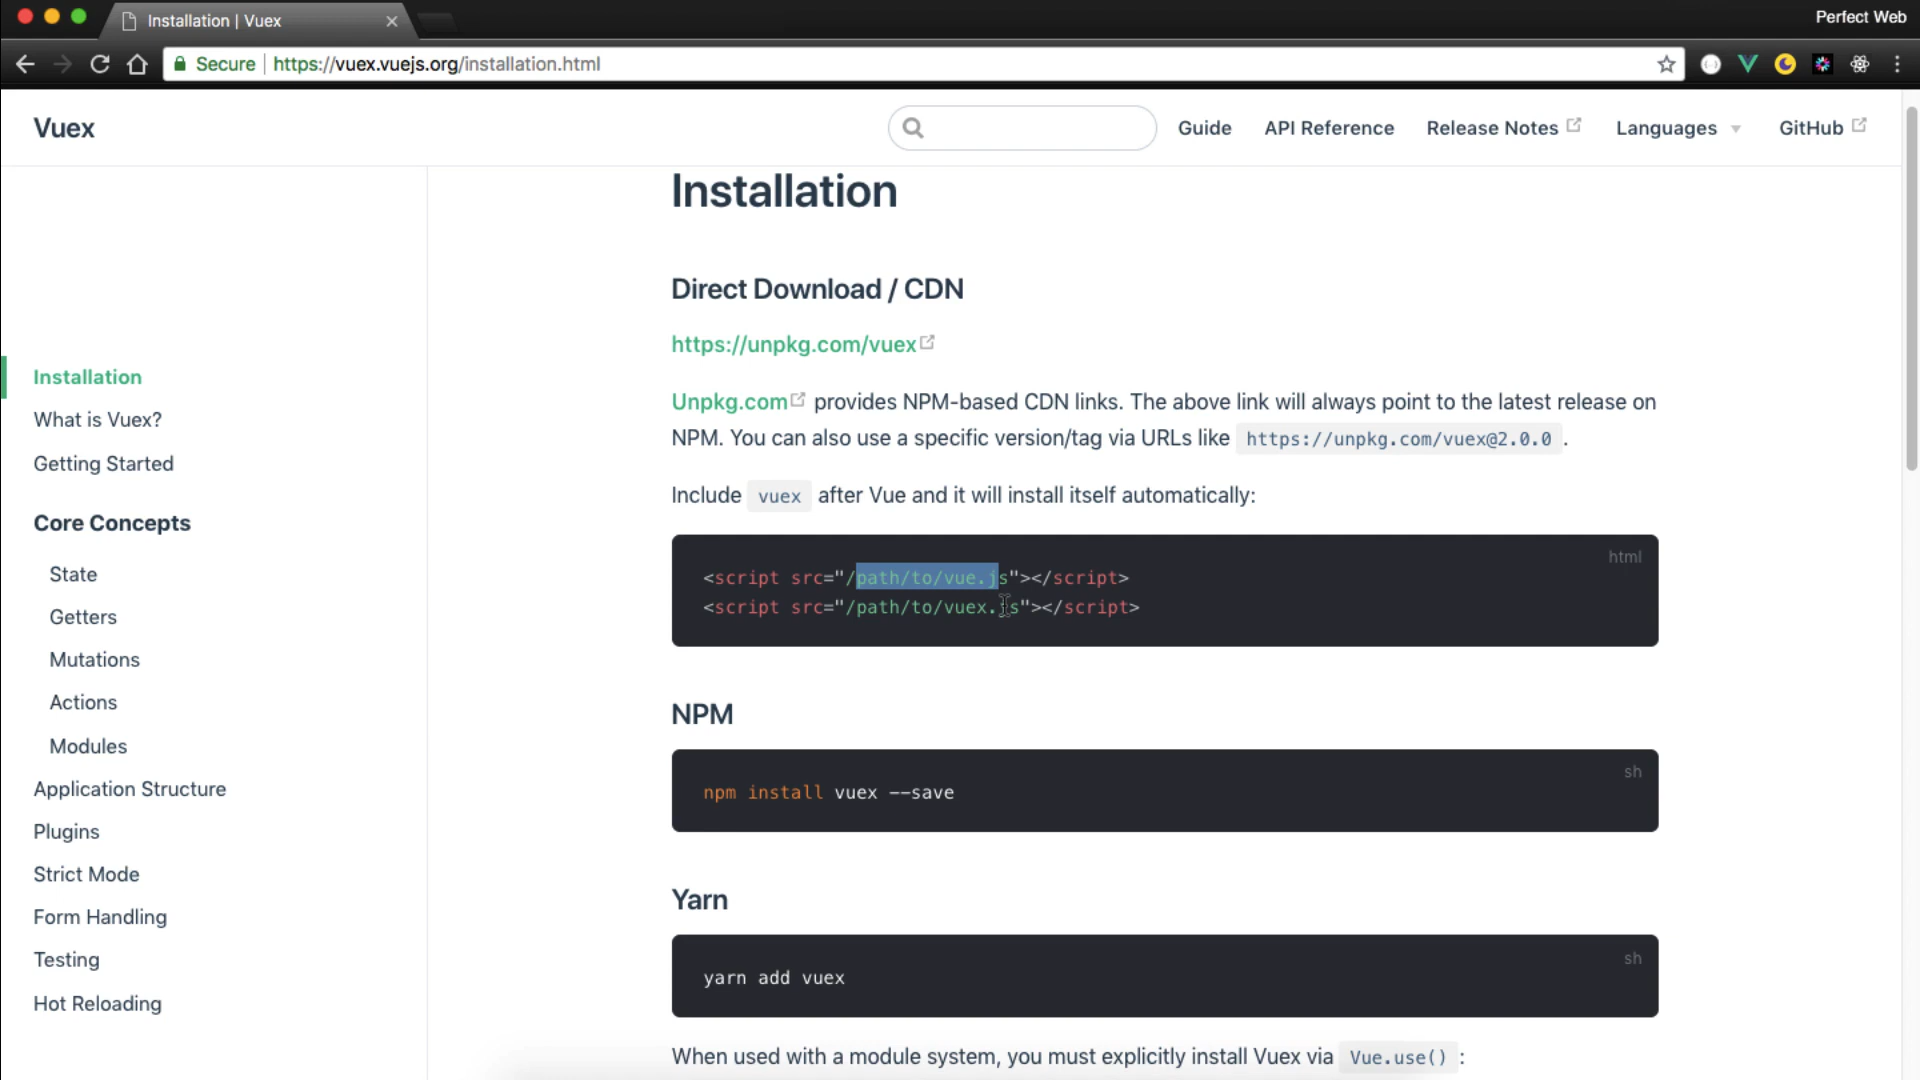 Installation | Vuex
Perfect Web
Secure
https://vuex.vuejs.org/installation.html
Vuex
Guide
API Reference
Release Notes
Languages
GitHub
Installation
What is Vuex?
Getting Started
Core Concepts
State
Getters
Mutations
Actions
Modules
Application Structure
Plugins
Strict Mode
Form Handling
Testing
Hot Reloading
Installation
Direct Download / CDN
https://unpkg.com/vuex
Unpkg.com provides NPM-based CDN links. The above link will always point to the latest release on
NPM. You can also use a specific version/tag via URLs like https://unpkg.com/vuex@2.0.0 .
Include vuex after Vue and it will install itself automatically:
html
<script src="/path/to/vue.js"></script>
<script src="/path/to/vuex.js"></script>
NPM
sh
npm install vuex --save
Yarn
sh
yarn add vuex
When used with a module system, you must explicitly install Vuex via Vue.use() :